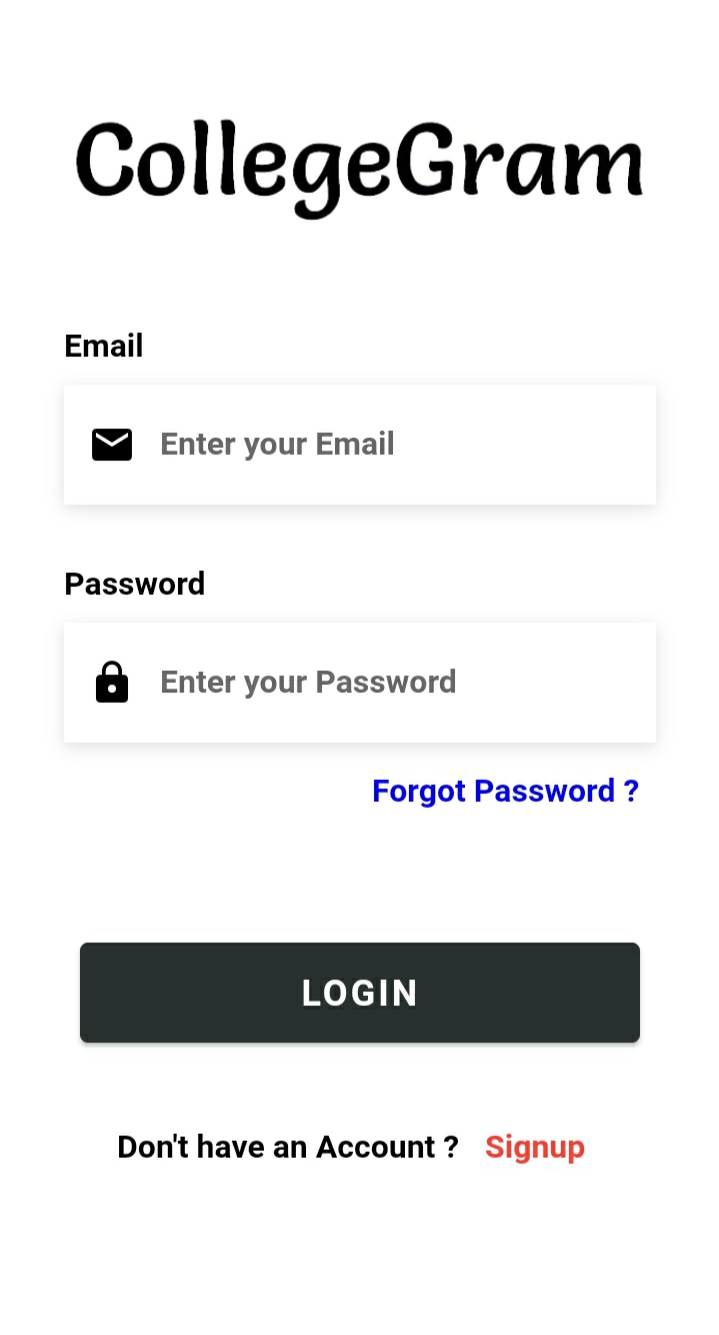 CollegeGram
Email
Enter your Email
Password
Enter your Password
Forgot Password ?
LOGIN
Don't have an Account ? Signup